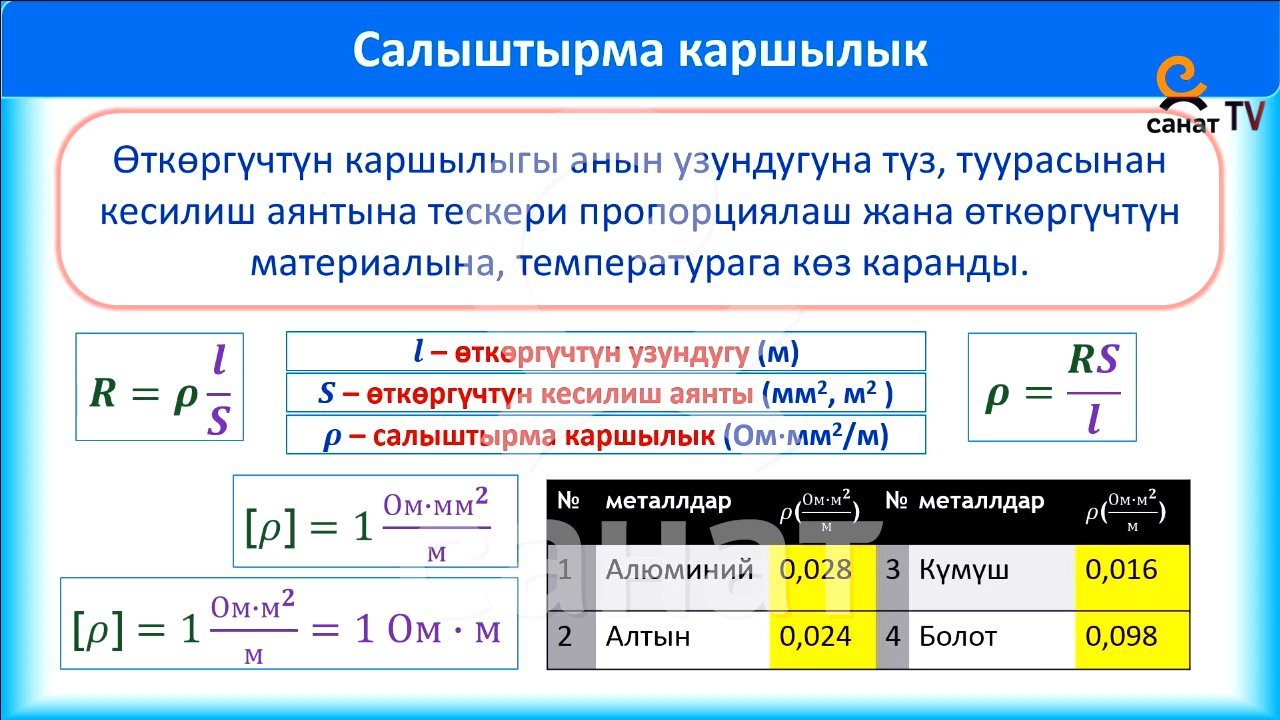 Салыштырма каршылык
санат TV
Өткөргүчтүн каршылыгы анын узундугуна түз, туурасынан
кесилиш аянтына тескери пропорциялаш жана өткөргүчтүн
материалына, температурага көз каранды.
R = ρ l/S
l – өткөргүчтүн узундугу (м)
S – өткөргүчтүн кесилиш аянты (мм², м² )
ρ – салыштырма каршылык (Ом·мм²/м)
ρ = RS/l
[ρ] = 1 Ом·мм²/м
[ρ] = 1 Ом·м²/м = 1 Ом · м
№ металлдар ρ(Ом·м²/м) № металлдар ρ(Ом·м²/м)
1 Алюминий 0,028 3 Күмүш 0,016
2 Алтын 0,024 4 Болот 0,098
санат